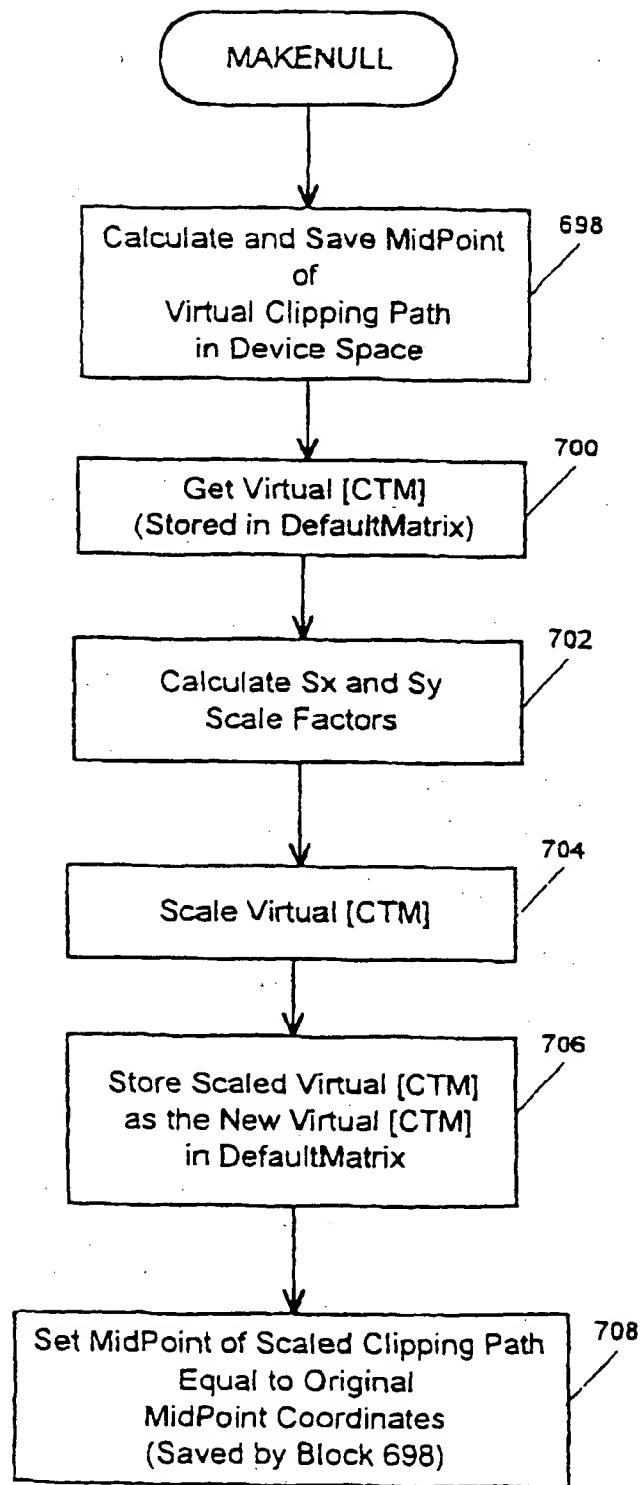 MAKENULL
698
Calculate and Save MidPoint
of
Virtual Clipping Path
in Device Space
700
Get Virtual [CTM]
(Stored in DefaultMatrix)
702
Calculate Sx and Sy
Scale Factors
704
Scale Virtual [CTM]
706
Store Scaled Virtual [CTM]
as the New Virtual [CTM]
in DefaultMatrix
708
Set MidPoint of Scaled Clipping Path
Equal to Original
MidPoint Coordinates
(Saved by Block 698)